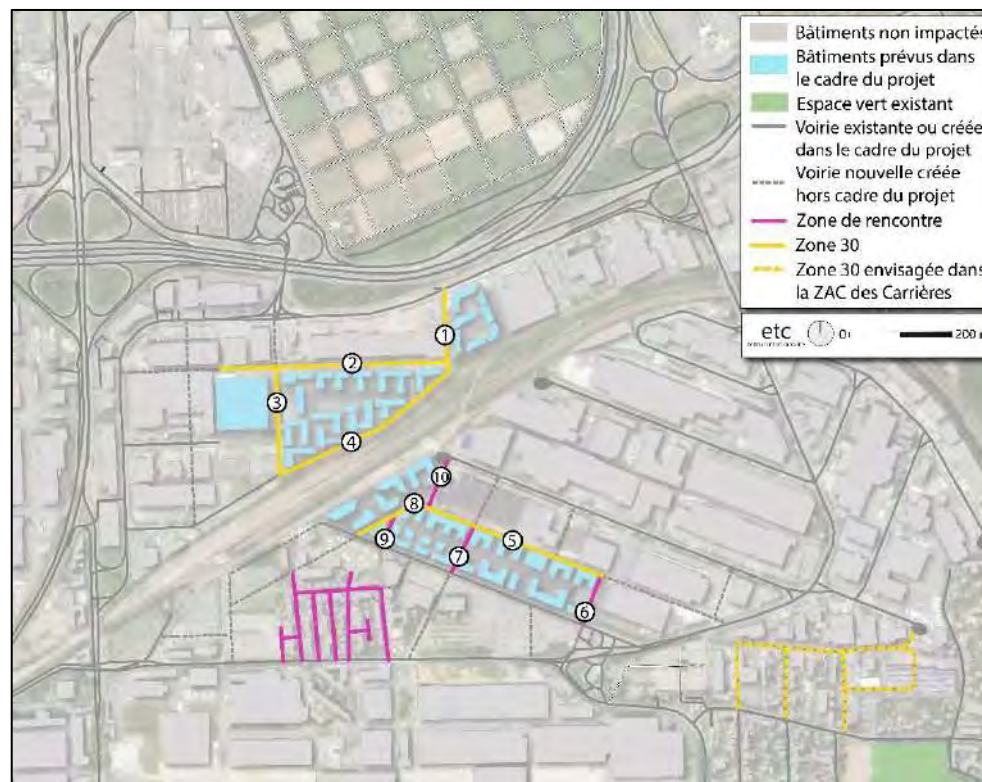 Bâtiments non impactés
Bâtiments prévus dans
le cadre du projet
Espace vert existant
Voirie existante ou créée
dans le cadre du projet
Voirie nouvelle créée
hors cadre du projet
Zone de rencontre
Zone 30
Zone 30 envisagée dans
la ZAC des Carrières
etc
200
1
2
3
4
10
8
9
5
7
6